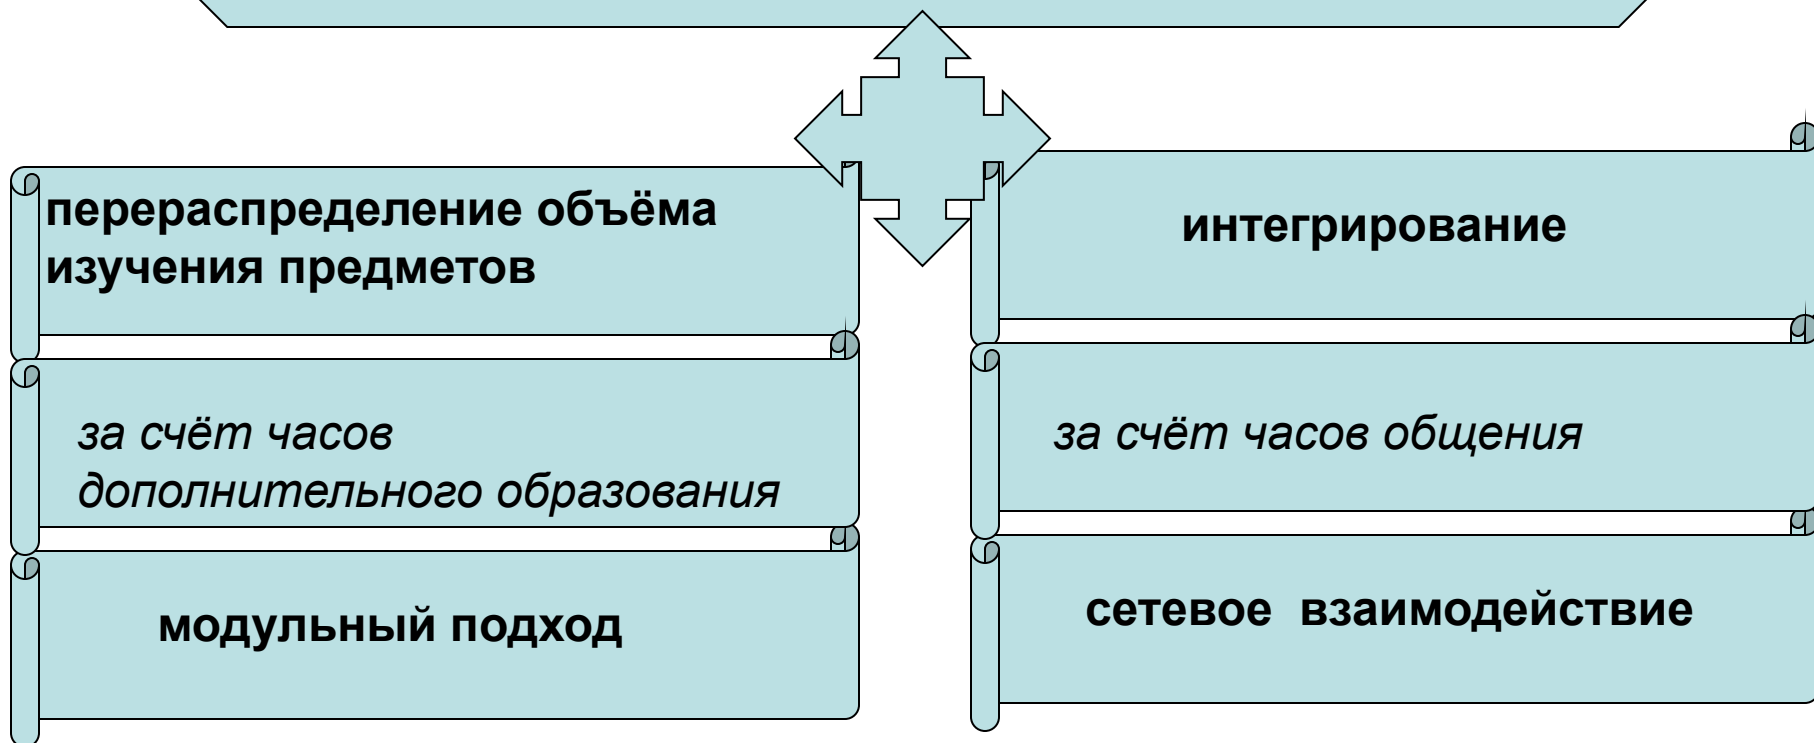 перераспределение объёма
изучения предметов
интегрирование
за счёт часов
дополнительного образования
за счёт часов общения
модульный подход
сетевое взаимодействие